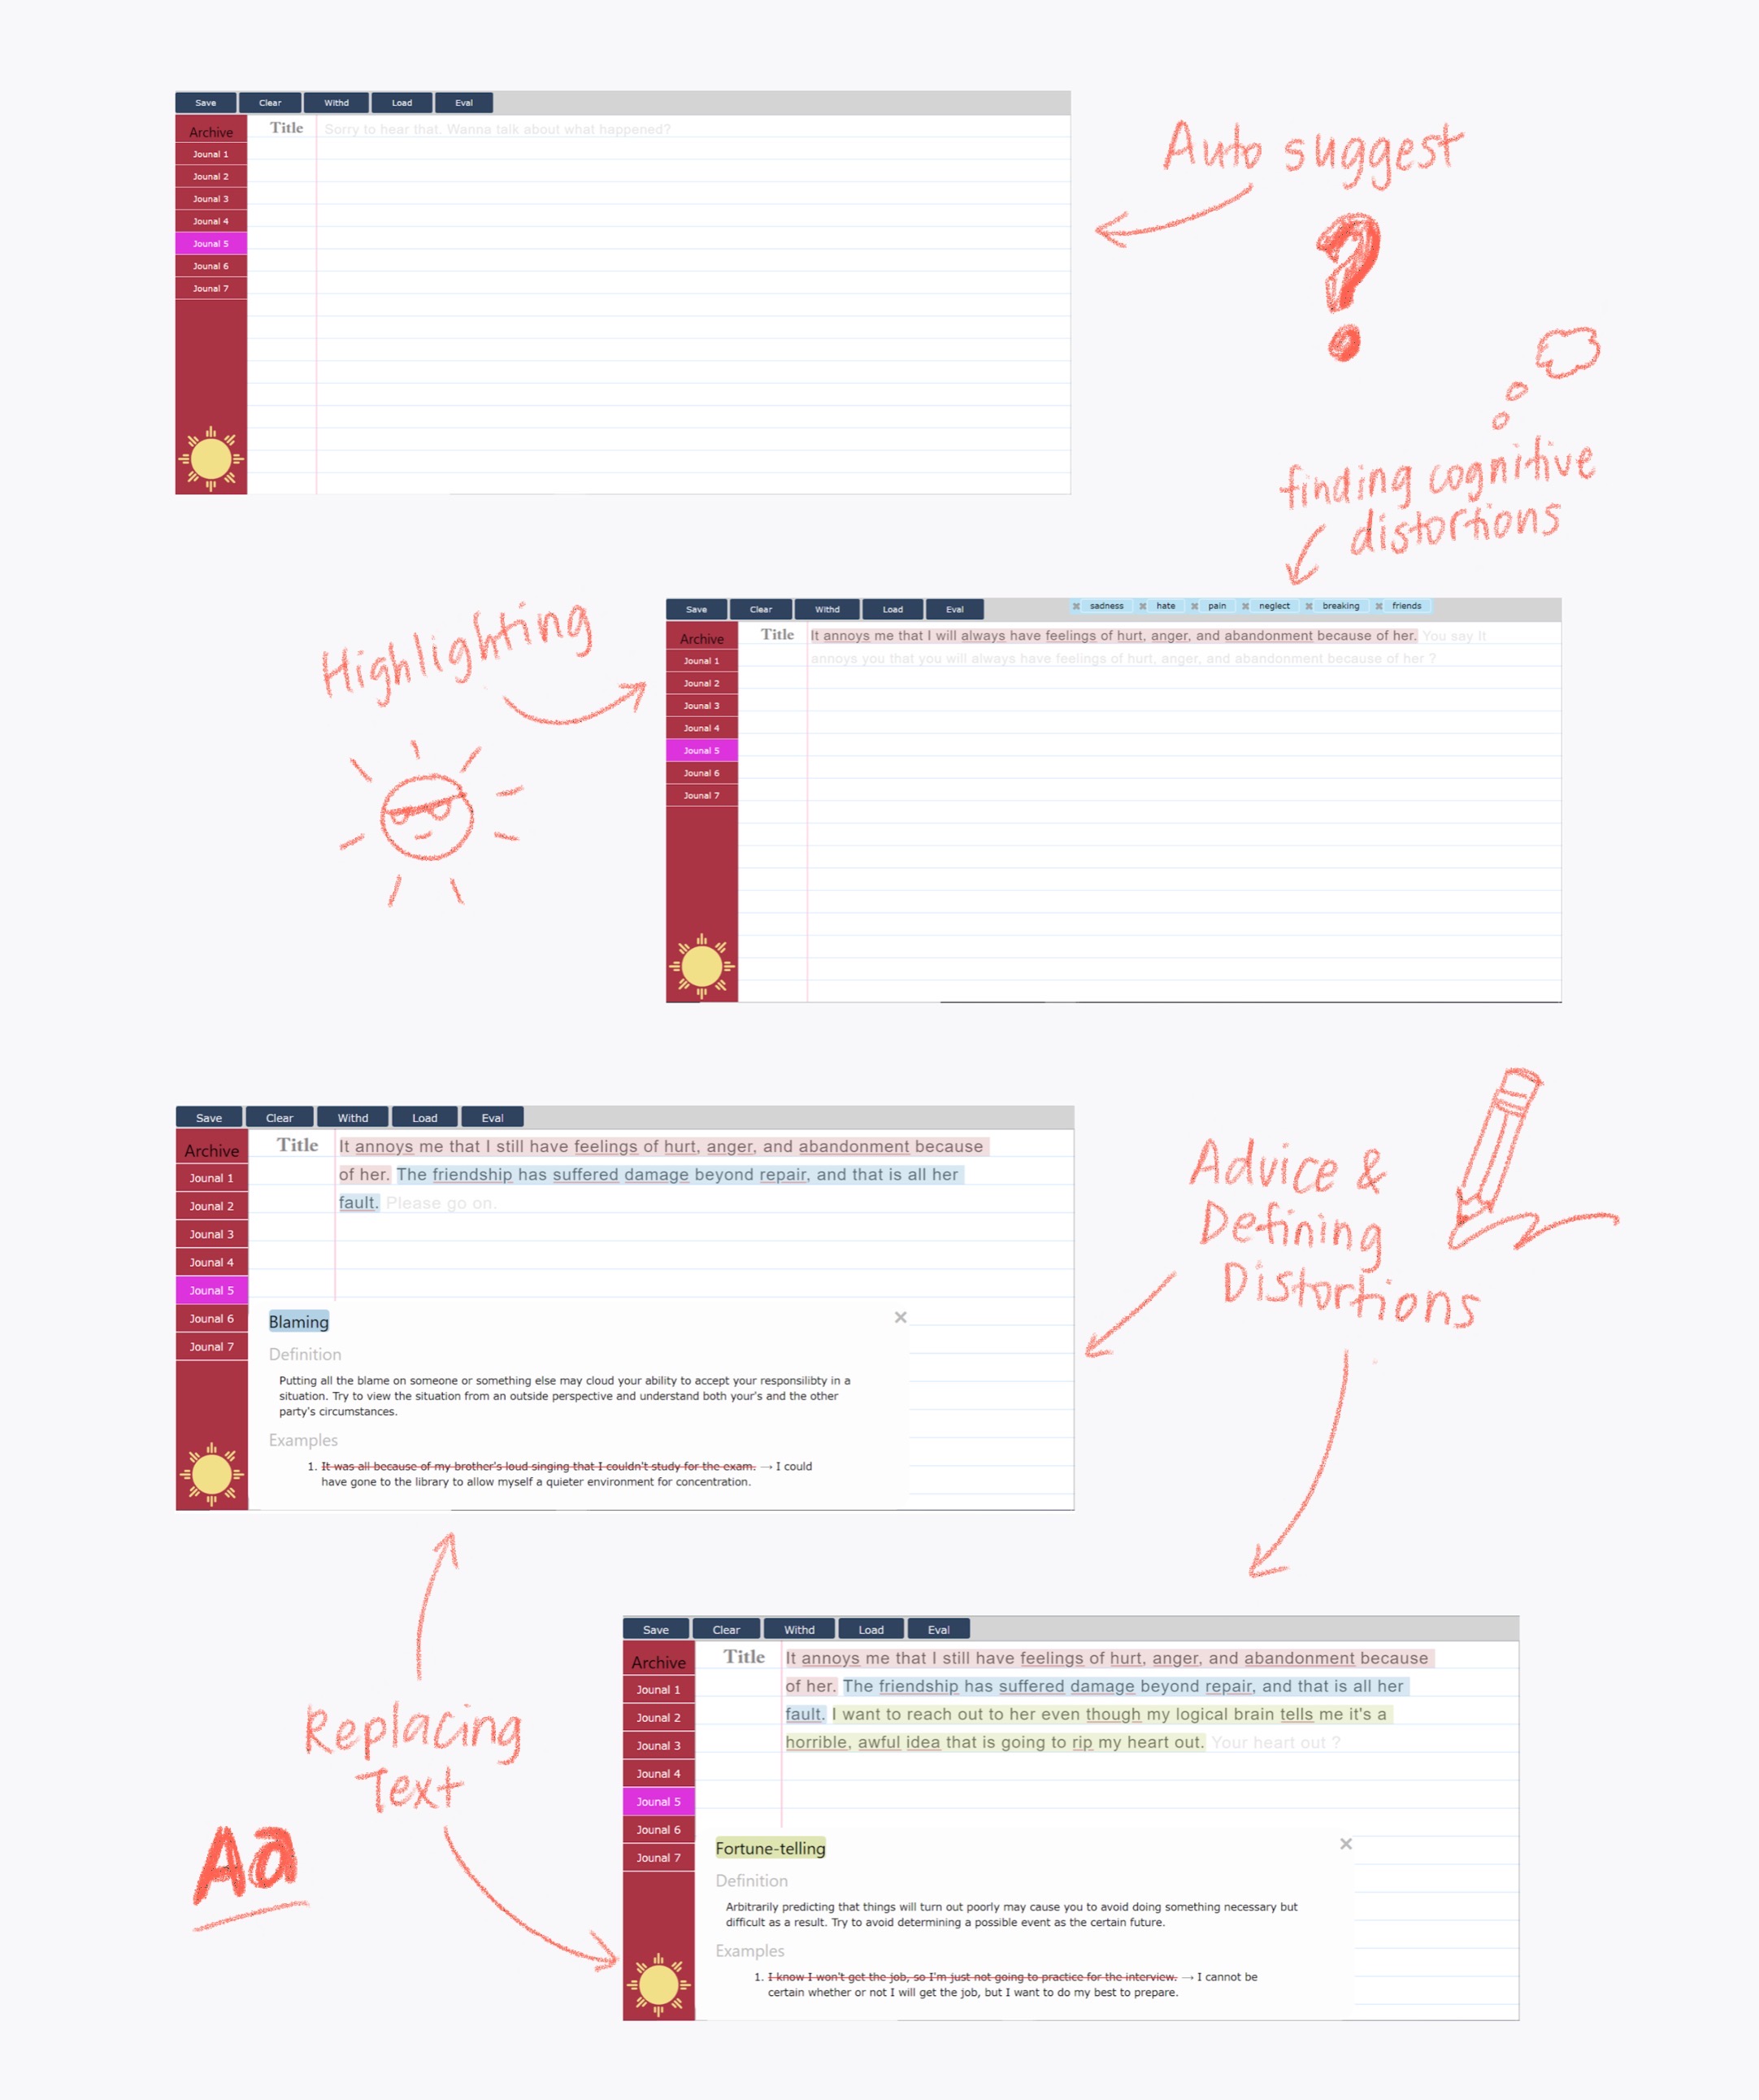 Save Clear Withd Load Eval
Archive
Title Sorry to hear that. Wanna talk about what happened?
Jounal 1
Jounal 2
Jounal 3
Jounal 4
Jounal 5
Jounal 6
Jounal 7
Auto suggest
?
finding cognitive
distortions
Highlighting
Save Clear Withd Load Eval
sadness hate pain neglect breaking friends
Archive
Title It annoys me that I will always have feelings of hurt, anger, and abandonment because of her. You say It
annoys you that you will always have feelings of hurt, anger, and abandonment because of her ?
Jounal 1
Jounal 2
Jounal 3
Jounal 4
Jounal 5
Jounal 6
Jounal 7
Save Clear Withd Load Eval
Archive
Title It annoys me that I still have feelings of hurt, anger, and abandonment because
of her. The friendship has suffered damage beyond repair, and that is all her
fault. Please go on.
Jounal 1
Jounal 2
Jounal 3
Jounal 4
Jounal 5
Jounal 6
Jounal 7
Blaming
Definition
Putting all the blame on someone or something else may cloud your ability to accept your responsilibty in a
situation. Try to view the situation from an outside perspective and understand both your's and the other
party's circumstances.
Examples
1. It was all because of my brother's loud singing that I couldn't study for the exam. → I could
have gone to the library to allow myself a quieter environment for concentration.
Advice &
Defining
Distortions
Replacing
Text
Aa
Save Clear Withd Load Eval
Archive
Title It annoys me that I still have feelings of hurt, anger, and abandonment because
of her. The friendship has suffered damage beyond repair, and that is all her
fault. I want to reach out to her even though my logical brain tells me it's a
horrible, awful idea that is going to rip my heart out. Your heart out ?
Jounal 1
Jounal 2
Jounal 3
Jounal 4
Jounal 5
Jounal 6
Jounal 7
Fortune-telling
Definition
Arbitrarily predicting that things will turn out poorly may cause you to avoid doing something necessary but
difficult as a result. Try to avoid determining a possible event as the certain future.
Examples
1. I know I won't get the job, so I'm just not going to practice for the interview. → I cannot be
certain whether or not I will get the job, but I want to do my best to prepare.